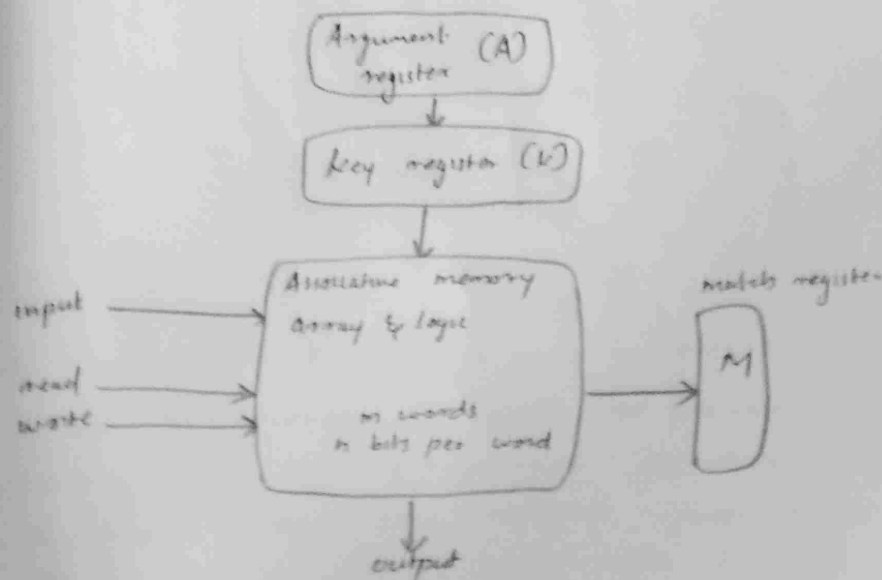 Argument (A)
register
Key register (k)
Associative memory
array & logic
m words
n bits per word
input
read
write
match register
M
output